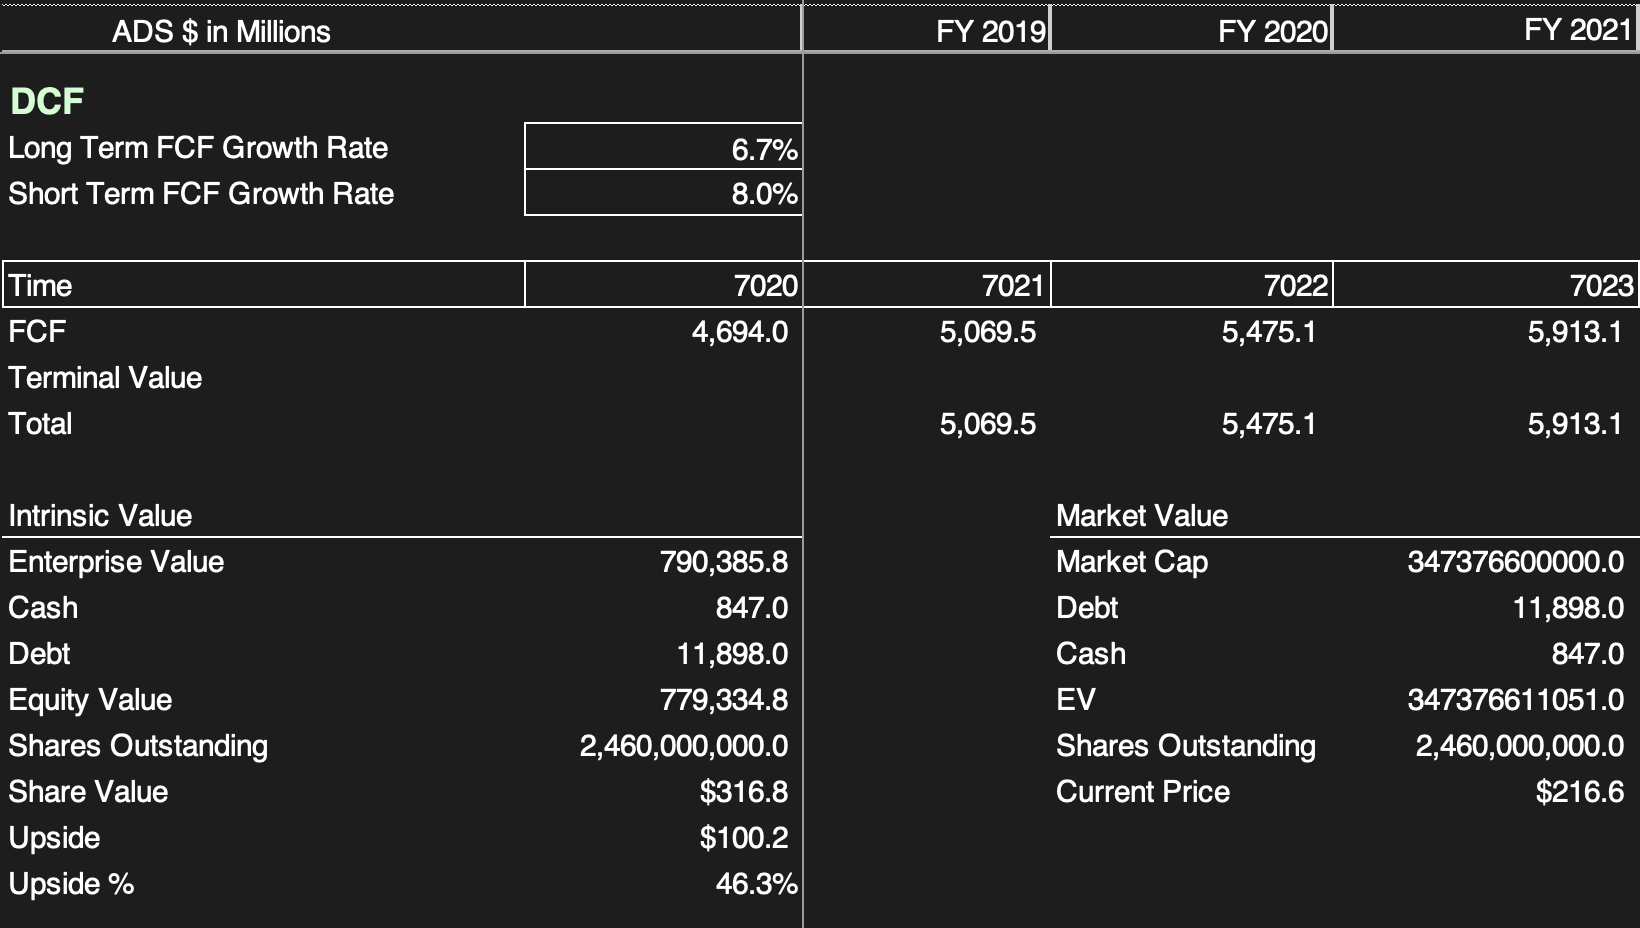 ADS $ in Millions FY 2019 FY 2020 FY 2021
DCF
Long Term FCF Growth Rate 6.7%
Short Term FCF Growth Rate 8.0%
Time 7020 7021 7022 7023
FCF 4,694.0 5,069.5 5,475.1 5,913.1
Terminal Value
Total 5,069.5 5,475.1 5,913.1
Intrinsic Value Market Value
Enterprise Value 790,385.8 Market Cap 347376600000.0
Cash 847.0 Debt 11,898.0
Debt 11,898.0 Cash 847.0
Equity Value 779,334.8 EV 347376611051.0
Shares Outstanding 2,460,000,000.0 Shares Outstanding 2,460,000,000.0
Share Value $316.8 Current Price $216.6
Upside $100.2
Upside % 46.3%